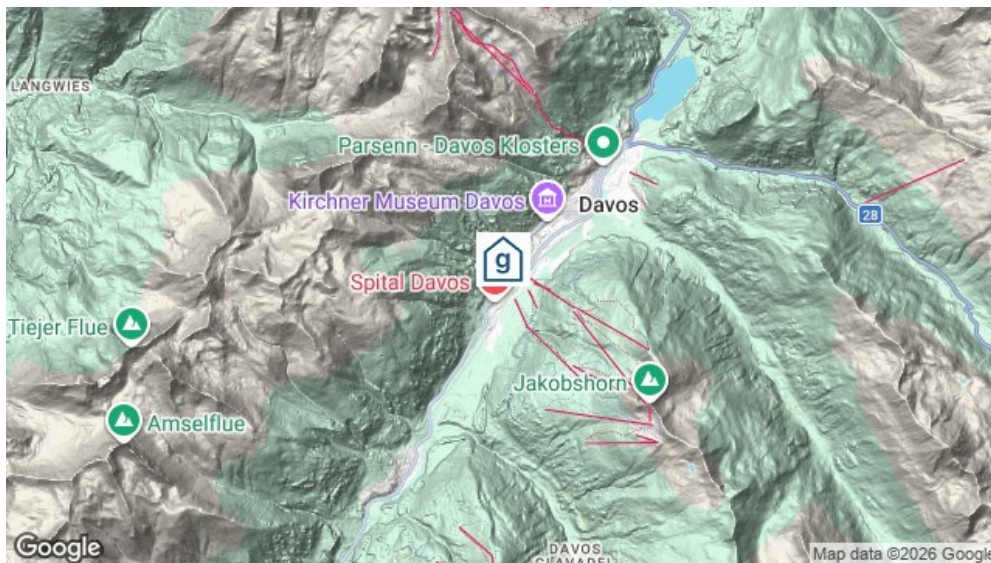 LANGWIES
Parsenn - Davos Klosters
Kirchner Museum Davos
Davos
28
g
Spital Davos
Tiejer Flue
Jakobshorn
Amselflue
DAVOS
CLAVADEL
Google
Map data ©2026 Google